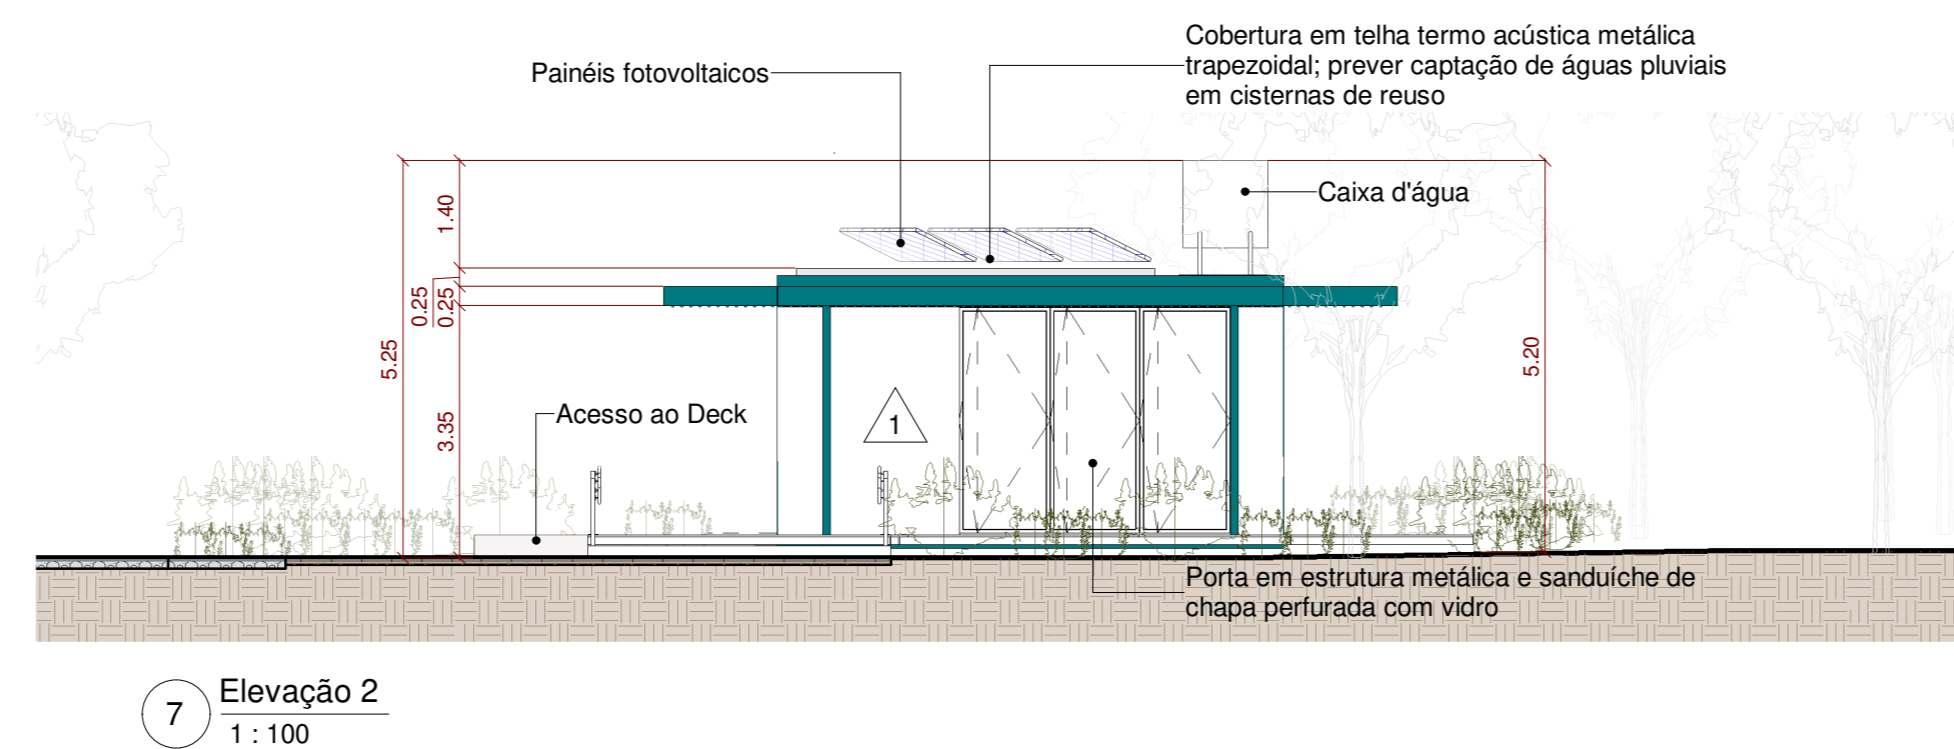 Cobertura em telha termo acústica metálica
trapezoidal; prever captação de águas pluviais
em cisternas de reuso
Painéis fotovoltaicos
Caixa d'água
1.40
0.25
0.25
5.25
3.35
5.20
Acesso ao Deck
1
Porta em estrutura metálica e sanduíche de
chapa perfurada com vidro
7
Elevação 2
1 : 100